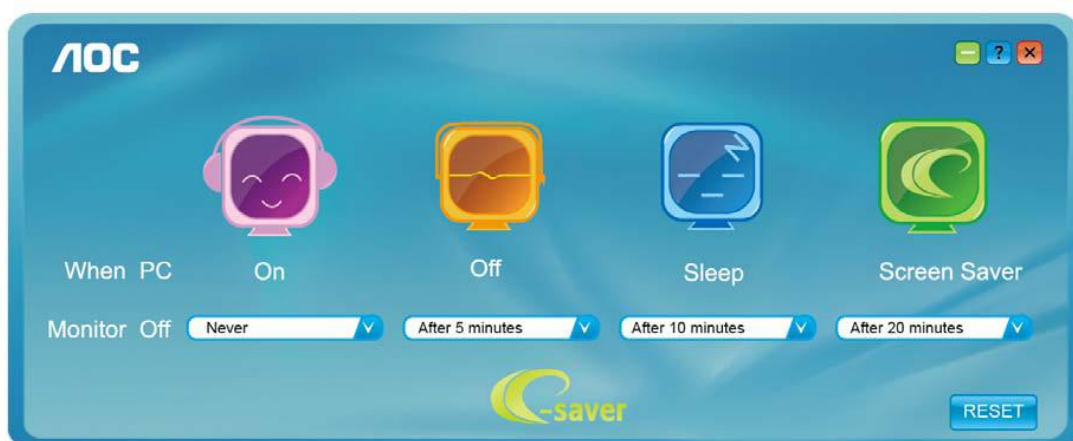 AOC
?
When PC On Off Sleep Screen Saver
Monitor Off Never After 5 minutes After 10 minutes After 20 minutes
e-saver
RESET